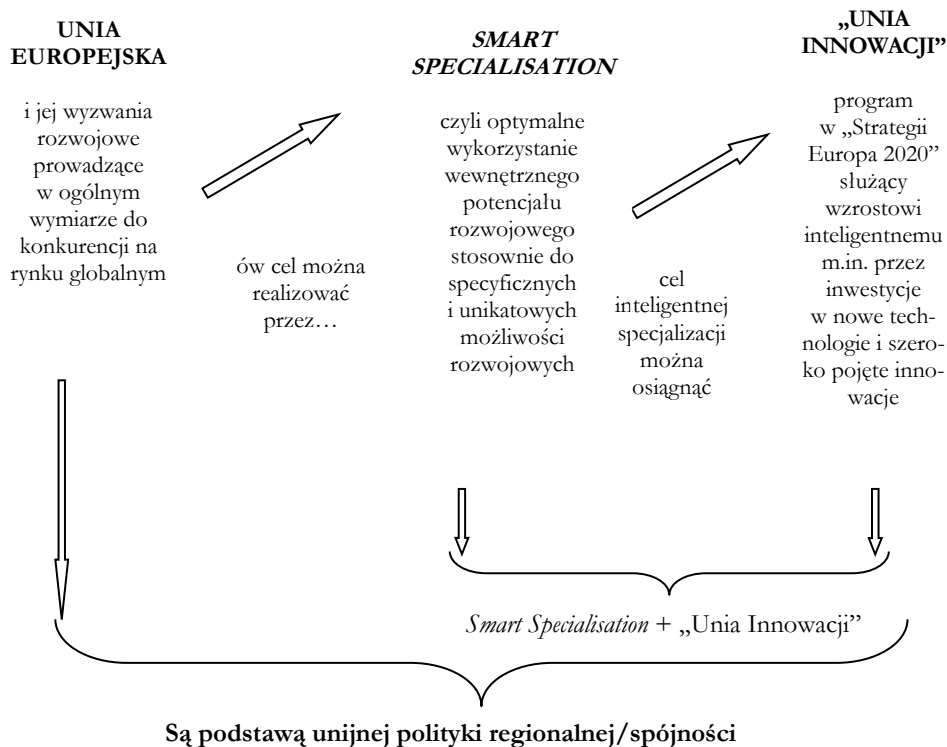 UNIA
EUROPEJSKA
i jej wyzwania
rozwojowe
prowadzące
w ogólnym
wymiarze do
konkurencji na
rynku globalnym
ów cel można
realizować
przez…
SMART
SPECIALISATION
czyli optymalne
wykorzystanie
wewnętrznego
potencjału
rozwojowego
stosownie do
specyficznych
i unikatowych
możliwości
rozwojowych
cel
inteligentnej
specjalizacji
można
osiągnąć
„UNIA
INNOWACJI”
program
w „Strategii
Europa 2020”
służący
wzrostowi
inteligentnemu
m.in. przez
inwestycje
w nowe tech-
nologie i szero-
ko pojęte inno-
wacje
Smart Specialisation + „Unia Innowacji”
Są podstawą unijnej polityki regionalnej/spójności